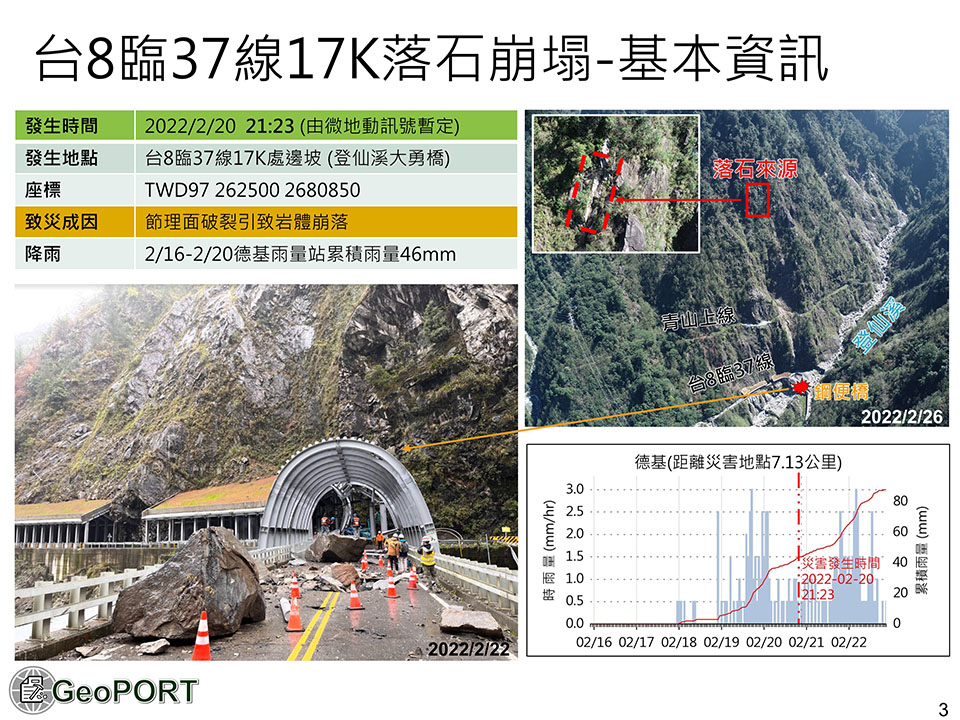 台8臨37線17K落石崩塌-基本資訊
發生時間 2022/2/20 21:23 (由微地動訊號暫定)
發生地點 台8臨37線17K處邊坡 (登仙溪大勇橋)
座標 TWD97 262500 2680850
致災成因 節理面破裂引致岩體崩落
降雨 2/16-2/20德基雨量站累積雨量46mm
落石來源
青山上線
登仙溪
台8臨37線
鋼便橋
2022/2/26
2022/2/22
德基(距離災害地點7.13公里)
時雨量 (mm/hr)
3.0
2.5
2.0
1.5
1.0
0.5
0.0
80
60
40
20
0
累積雨量 (mm)
災害發生時間
2022-02-20
21:23
02/16 02/17 02/18 02/19 02/20 02/21 02/22
GeoPORT
3